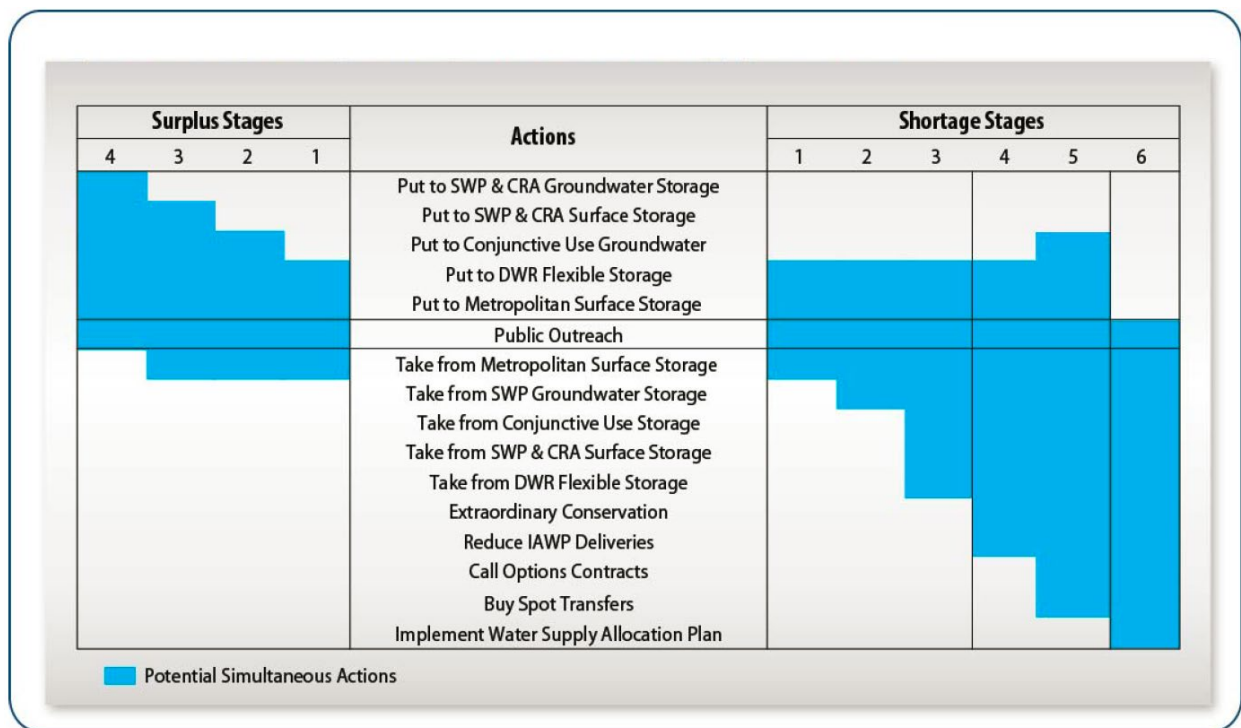 Surplus Stages Actions Shortage Stages
4 3 2 1 1 2 3 4 5 6
Put to SWP & CRA Groundwater Storage
Put to SWP & CRA Surface Storage
Put to Conjunctive Use Groundwater
Put to DWR Flexible Storage
Put to Metropolitan Surface Storage
Public Outreach
Take from Metropolitan Surface Storage
Take from SWP Groundwater Storage
Take from Conjunctive Use Storage
Take from SWP & CRA Surface Storage
Take from DWR Flexible Storage
Extraordinary Conservation
Reduce IAWP Deliveries
Call Options Contracts
Buy Spot Transfers
Implement Water Supply Allocation Plan
Potential Simultaneous Actions